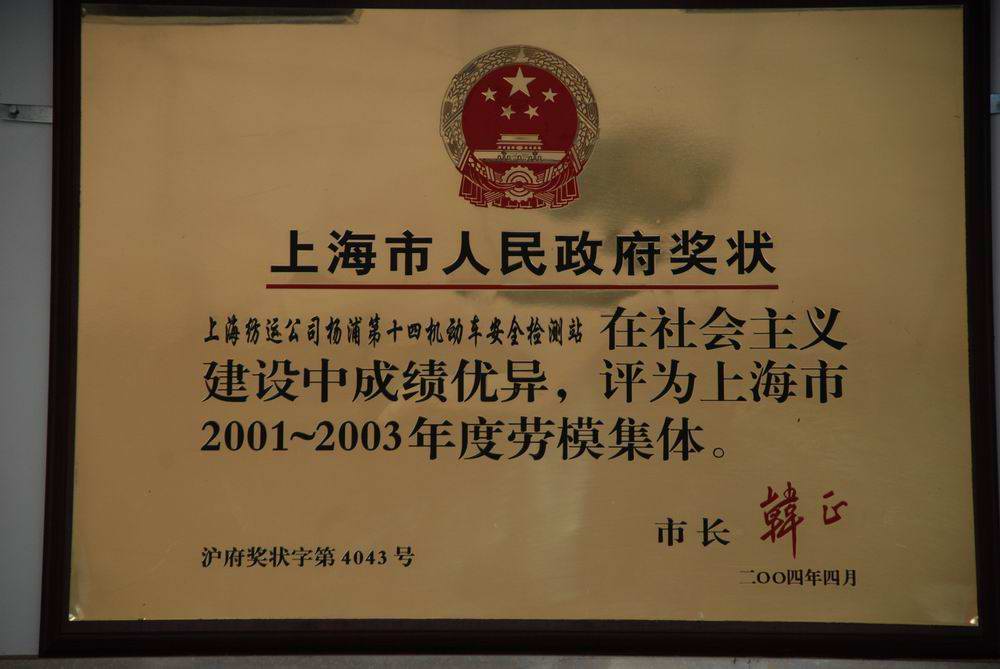 上海市人民政府奖状
上海纺运公司杨浦第十四机动车安全检测站 在社会主义
建设中成绩优异，评为上海市
2001~2003年度劳模集体。
市长 韩正
沪府奖状字第4043号
二〇〇四年四月